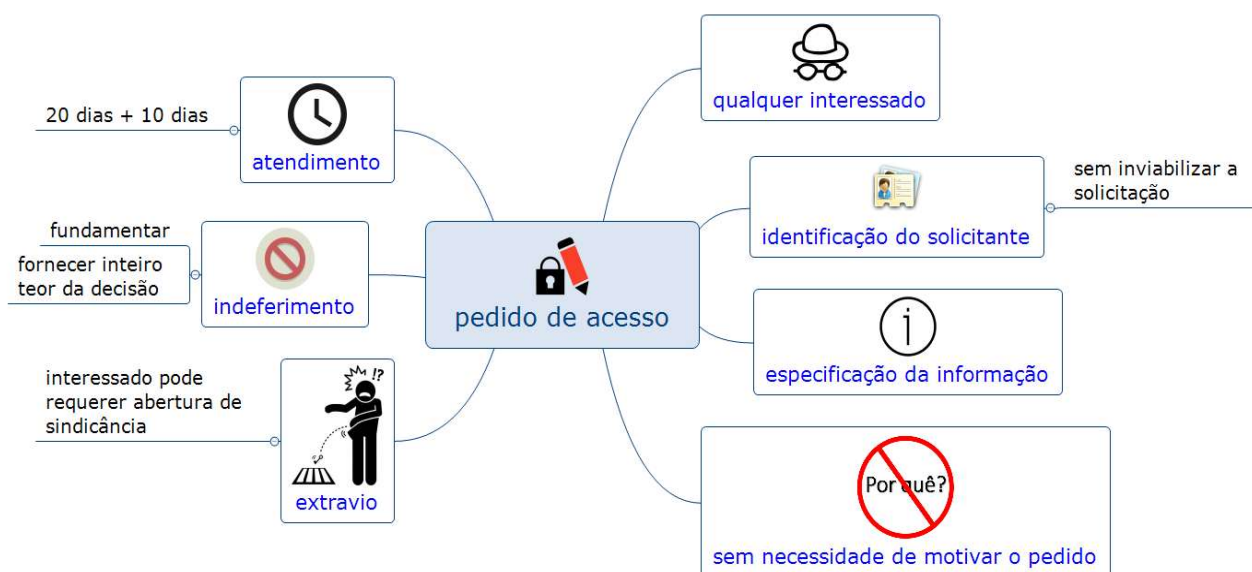 pedido de acesso
qualquer interessado
identificação do solicitante
sem inviabilizar a
solicitação
especificação da informação
Por quê?
sem necessidade de motivar o pedido
atendimento
20 dias + 10 dias
indeferimento
fundamentar
fornecer inteiro
teor da decisão
!?
extravio
interessado pode
requerer abertura de
sindicância